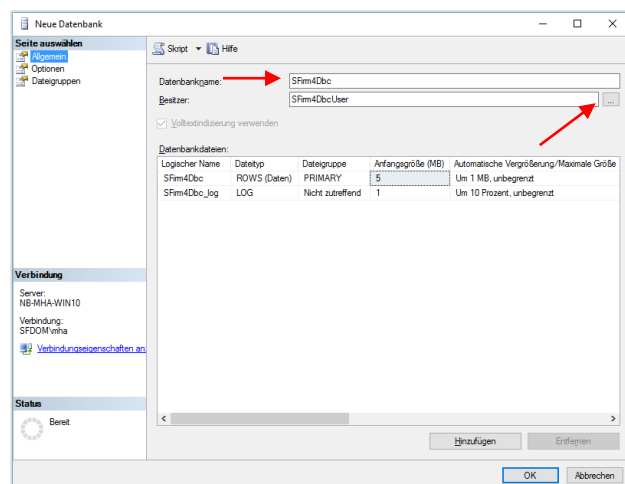 Neue Datenbank
Seite auswählen
Allgemein
Optionen
Dateigruppen
Skript
Hilfe
Datenbankname:
SFirm4Dbc
Besitzer:
SFirm4DbcUser
...
Volltextindizierung verwenden
Datenbankdateien:
Logischer Name Dateityp Dateigruppe Anfangsgröße (MB) Automatische Vergrößerung/Maximale Größe
SFirm4Dbc ROWS (Daten) PRIMARY 5 Um 1 MB, unbegrenzt
SFirm4Dbc_log LOG Nicht zutreffend 1 Um 10 Prozent, unbegrenzt
Verbindung
Server:
NB-MHA-WIN10
Verbindung:
SFDOM\mha
Verbindungseigenschaften an
Status
Bereit
Hinzufügen
Entfernen
OK
Abbrechen